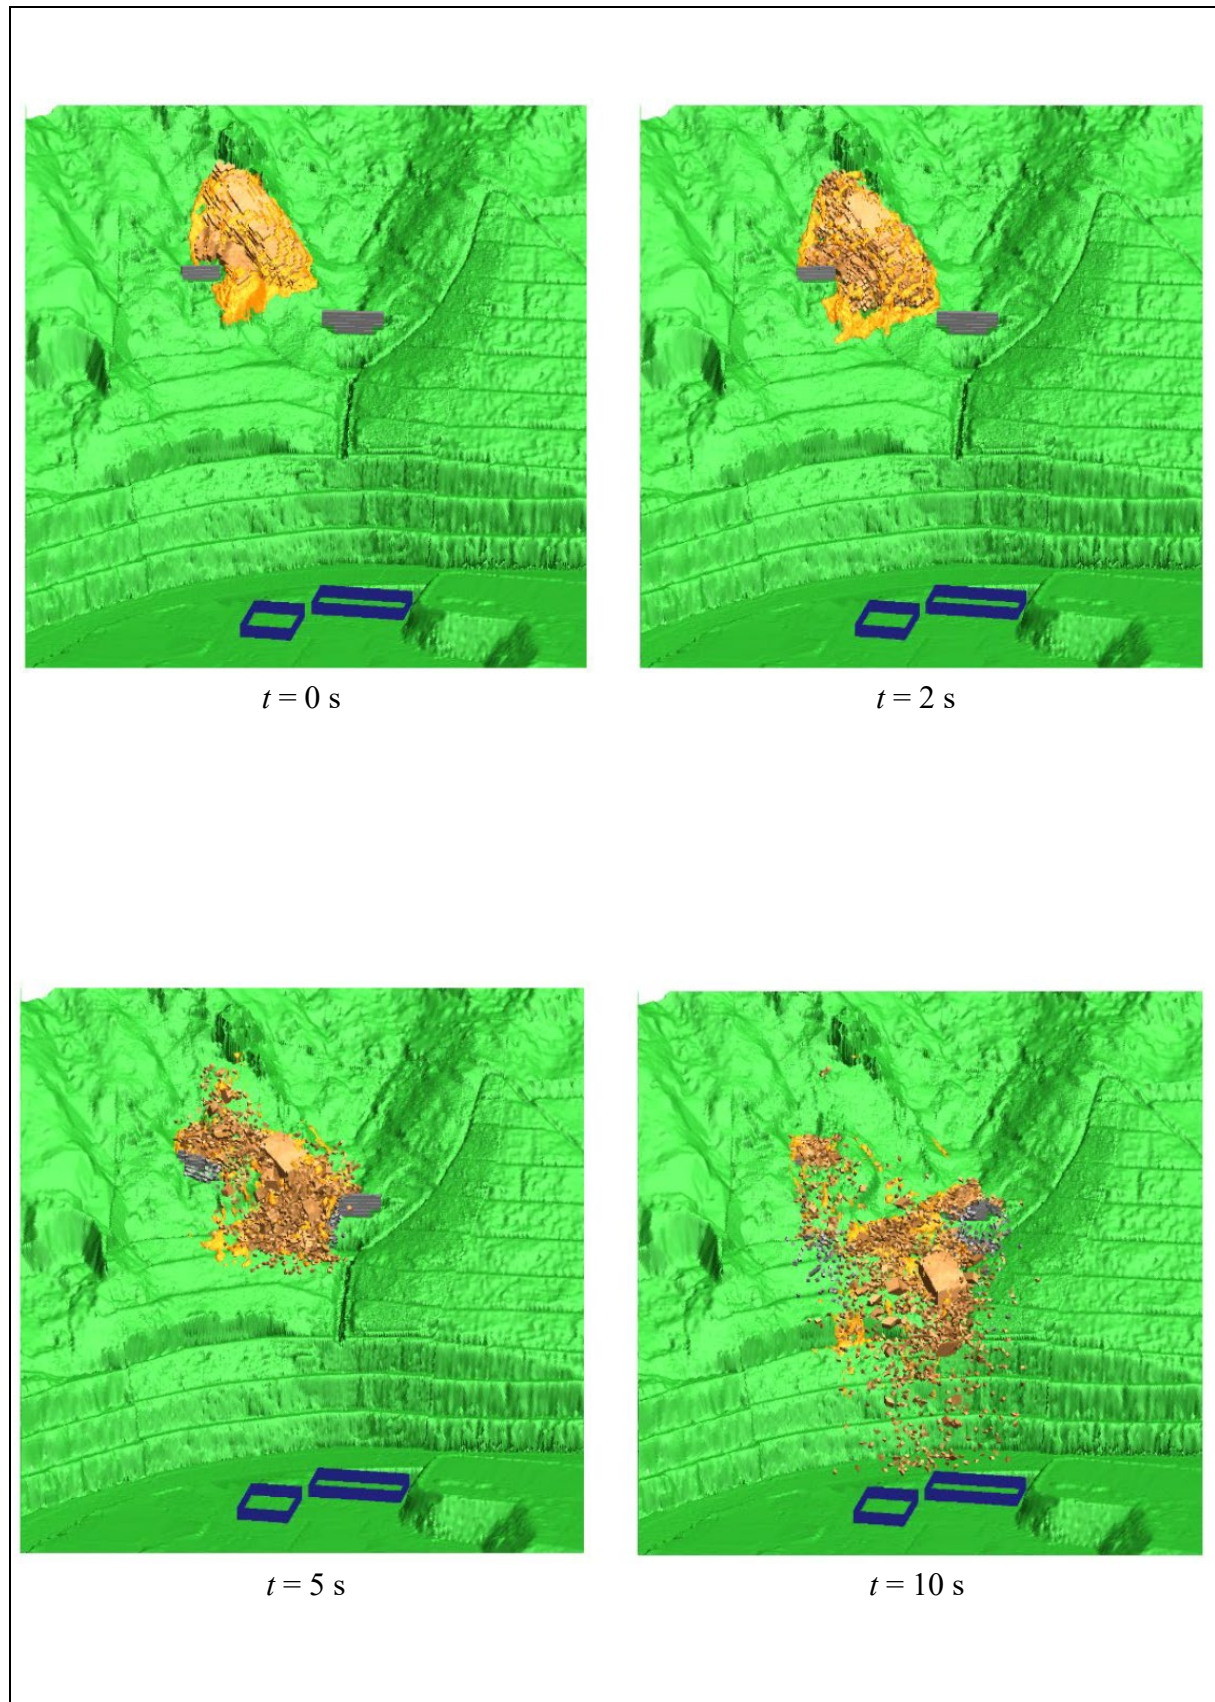 t = 0 s
t = 2 s
t = 5 s
t = 10 s